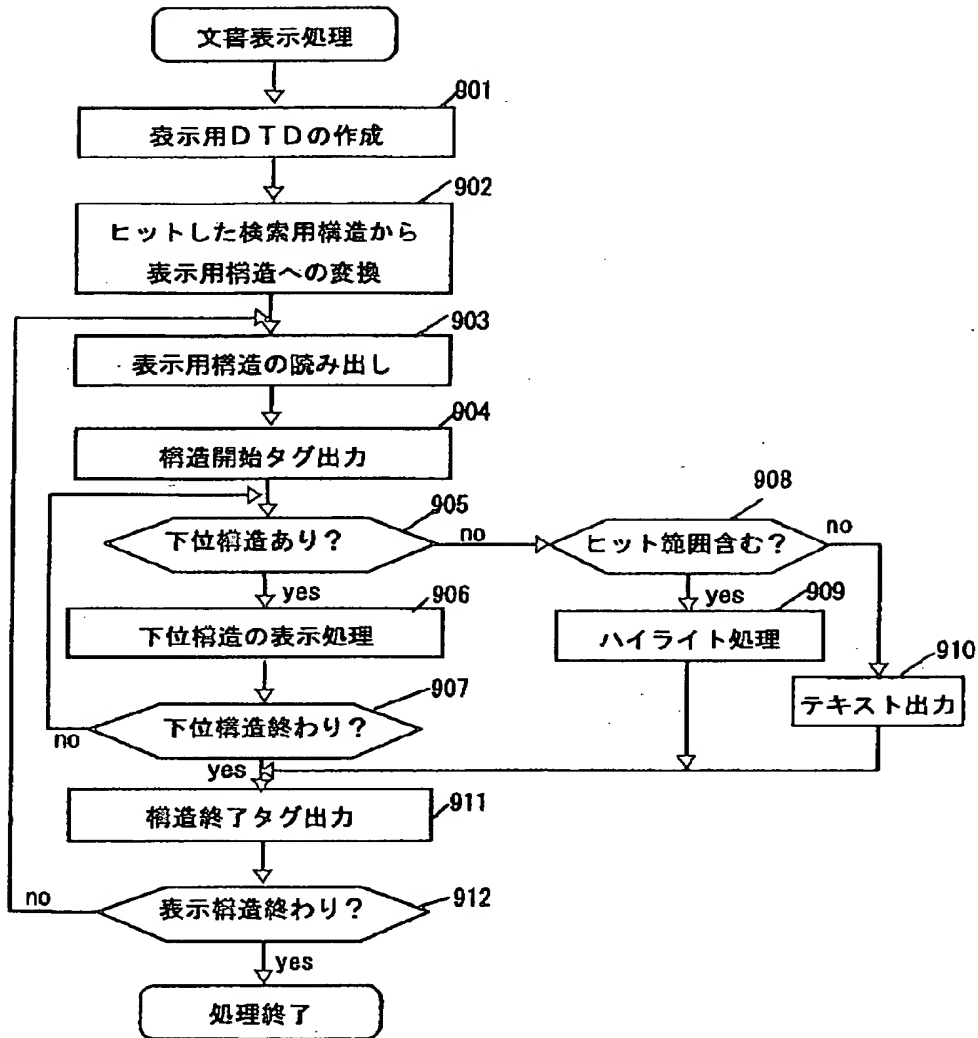 文書表示処理
901
表示用DTDの作成
902
ヒットした検索用構造から
表示用構造への変換
903
表示用構造の読み出し
904
構造開始タグ出力
905
下位構造あり?
no
yes
906
下位構造の表示処理
907
下位構造終わり?
no
yes
908
ヒット範囲含む?
no
yes
909
ハイライト処理
910
テキスト出力
911
構造終了タグ出力
912
表示構造終わり?
no
yes
処理終了